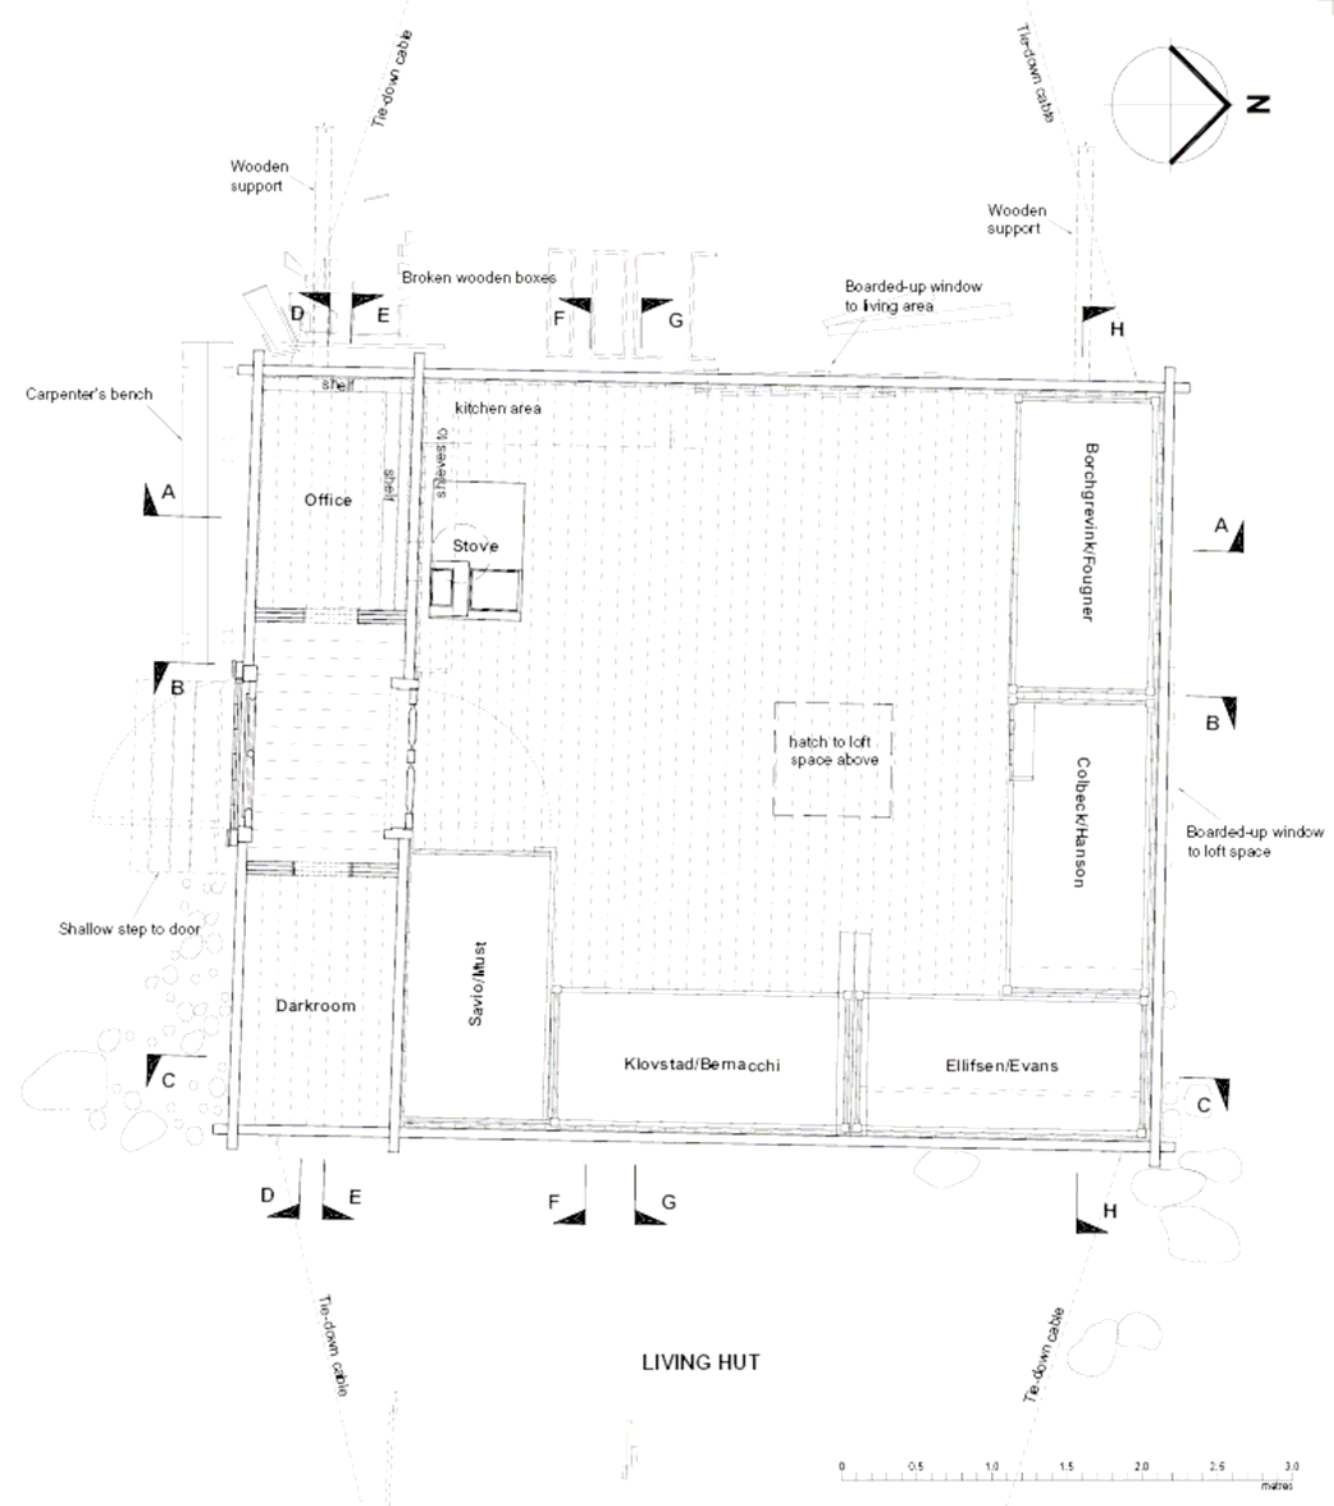 Tie-down cable
Tie-down cable
N
Wooden
support
Wooden
support
Broken wooden boxes
Boarded-up window
to living area
D
E
F
G
H
shelf
Carpenter's bench
kitchen area
shleves to
shelf
Borchgrevink/Fougner
A
Office
A
Stove
B
B
hatch to loft
space above
Colbeck/Hanson
Boarded-up window
to loft space
Shallow step to door
Savio/Must
Darkroom
Klovstad/Bernacchi
Ellifsen/Evans
C
C
D
E
F
G
H
Tie-down cable
Tie-down cable
LIVING HUT
0 0.5 1.0 1.5 2.0 2.5 3.0
metres